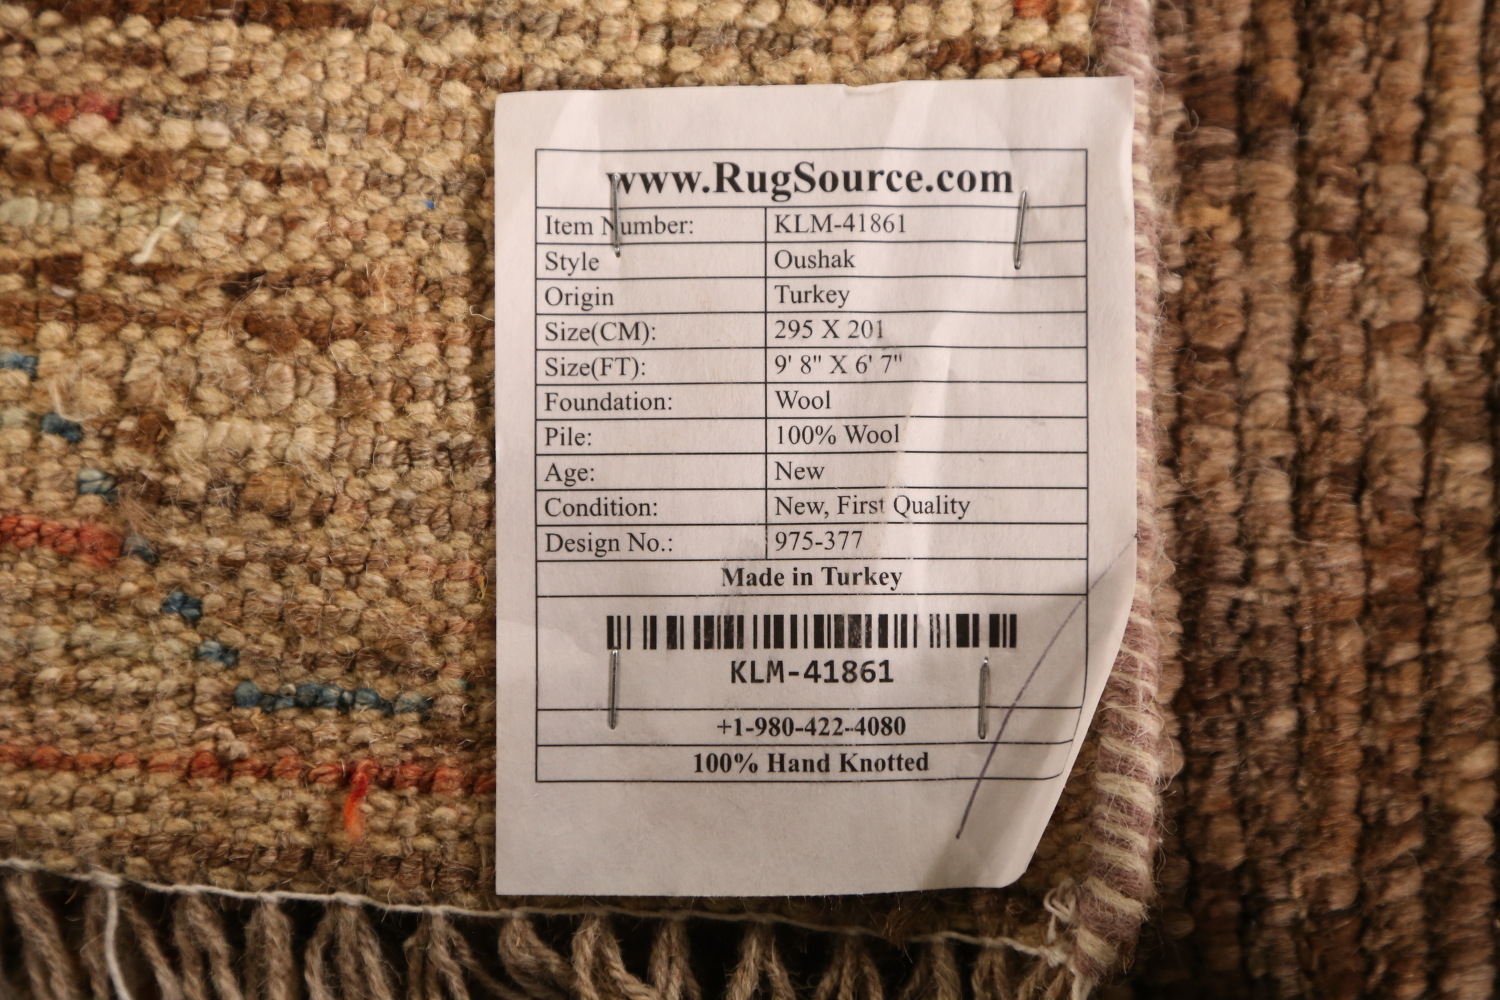 www.RugSource.com
Item Number: KLM-41861
Style Oushak
Origin Turkey
Size(CM): 295 X 201
Size(FT): 9' 8" X 6' 7"
Foundation: Wool
Pile: 100% Wool
Age: New
Condition: New, First Quality
Design No.: 975-377
Made in Turkey
KLM-41861
+1-980-422-4080
100% Hand Knotted